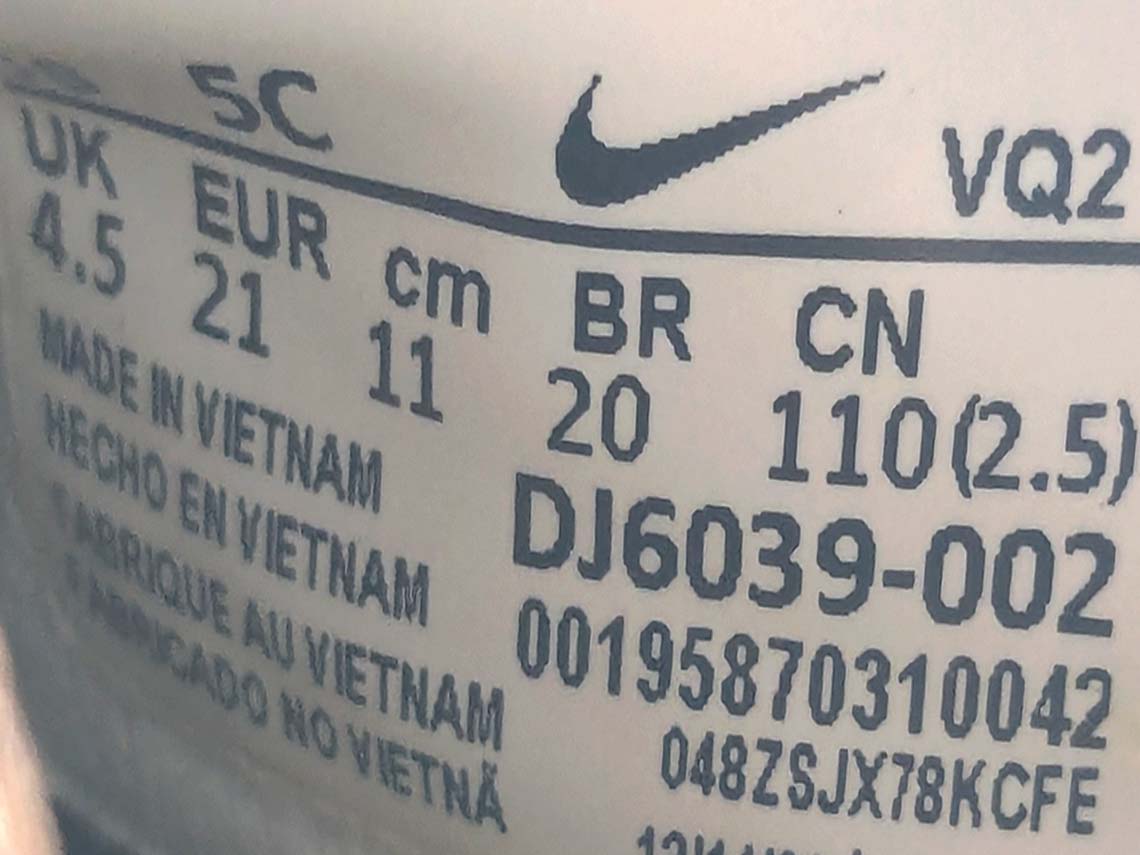 5C VQ2
UK EUR cm BR CN
4.5 21 11 20 110(2.5)
MADE IN VIETNAM
HECHO EN VIETNAM
FABRIQUE AU VIETNAM
FABRICADO NO VIETNÃ
DJ6039-002
00195870310042
048ZSJX78KCFE